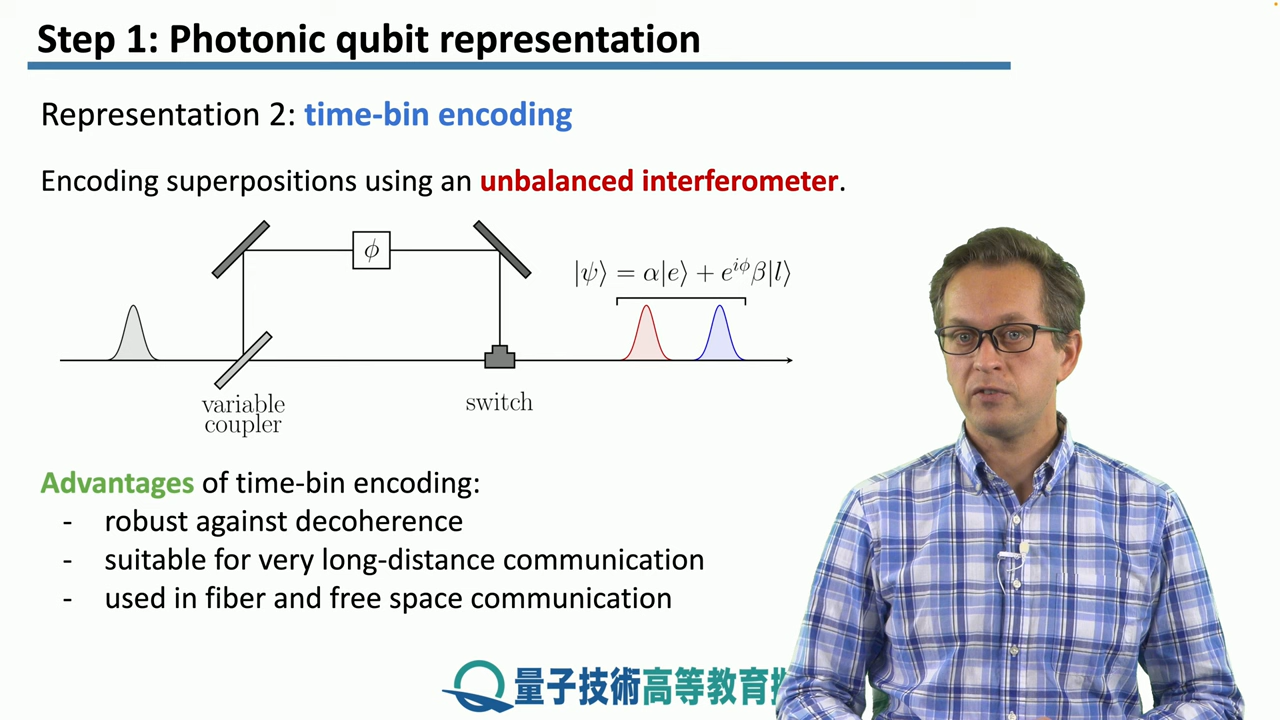 Step 1: Photonic qubit representation
Representation 2: time-bin encoding
Encoding superpositions using an unbalanced interferometer.
ϕ
|ψ⟩ = α|e⟩ + e^{iϕ}β|l⟩
variable
coupler
switch
Advantages of time-bin encoding:
- robust against decoherence
- suitable for very long-distance communication
- used in fiber and free space communication
量子技術高等教育